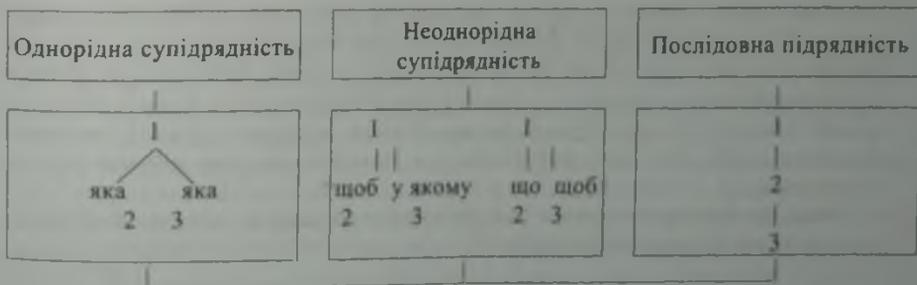 Однорідна супідрядність
Неоднорідна
супідрядність
Послідовна підрядність
1
яка яка
2 3
1 1
щоб у якому що щоб
2 3 2 3
1
2
3